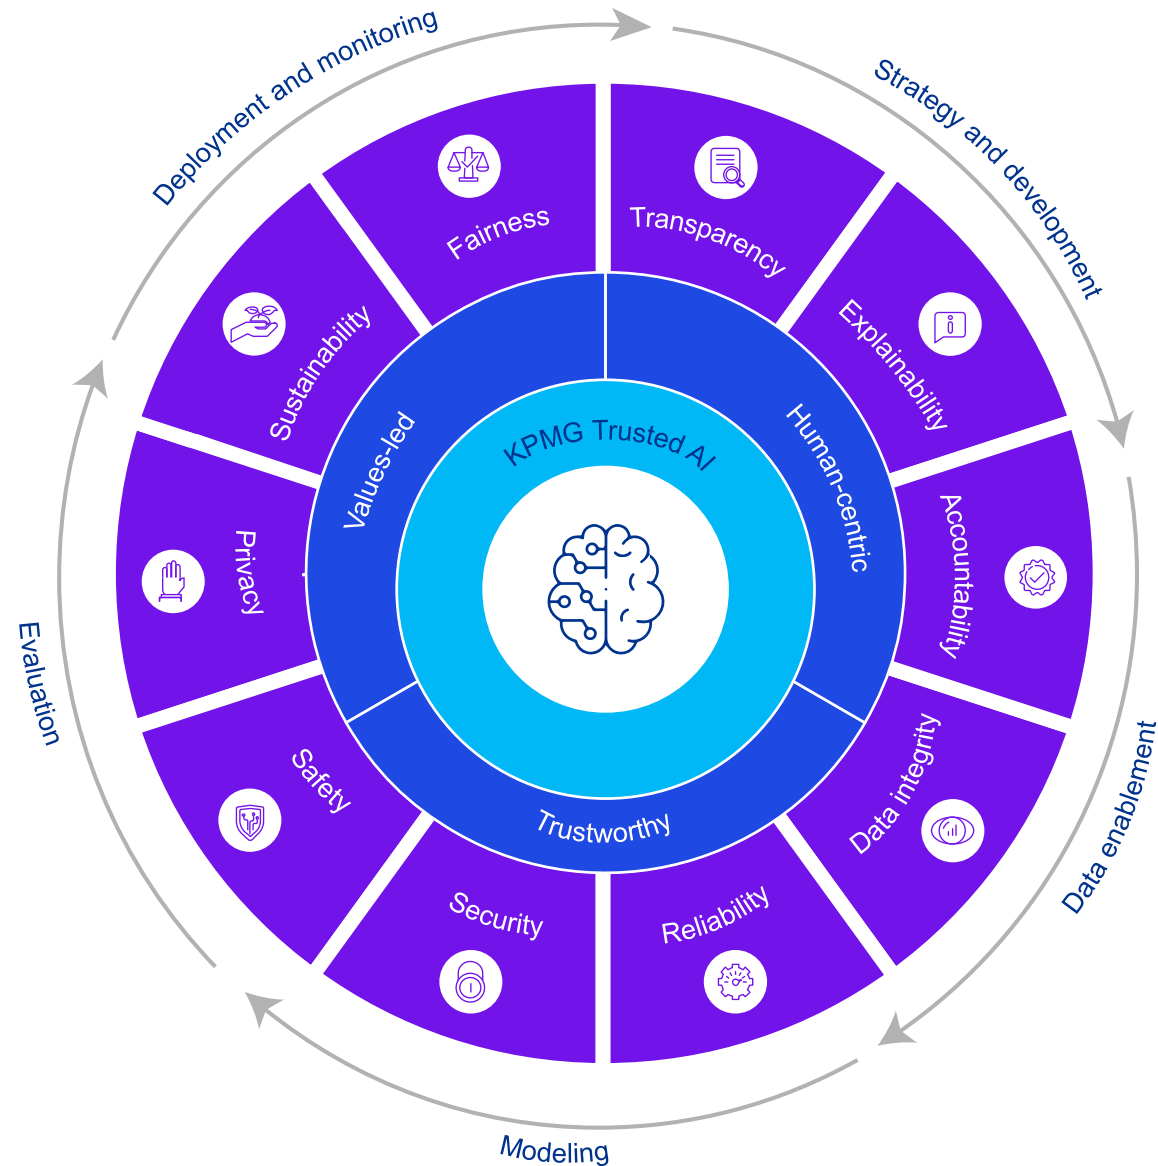 Deployment and monitoring
Strategy and development
Data enablement
Modeling
Evaluation
Fairness
Transparency
Explainability
Accountability
Data integrity
Reliability
Security
Safety
Privacy
Sustainability
Values-led
Human-centric
Trustworthy
KPMG Trusted AI